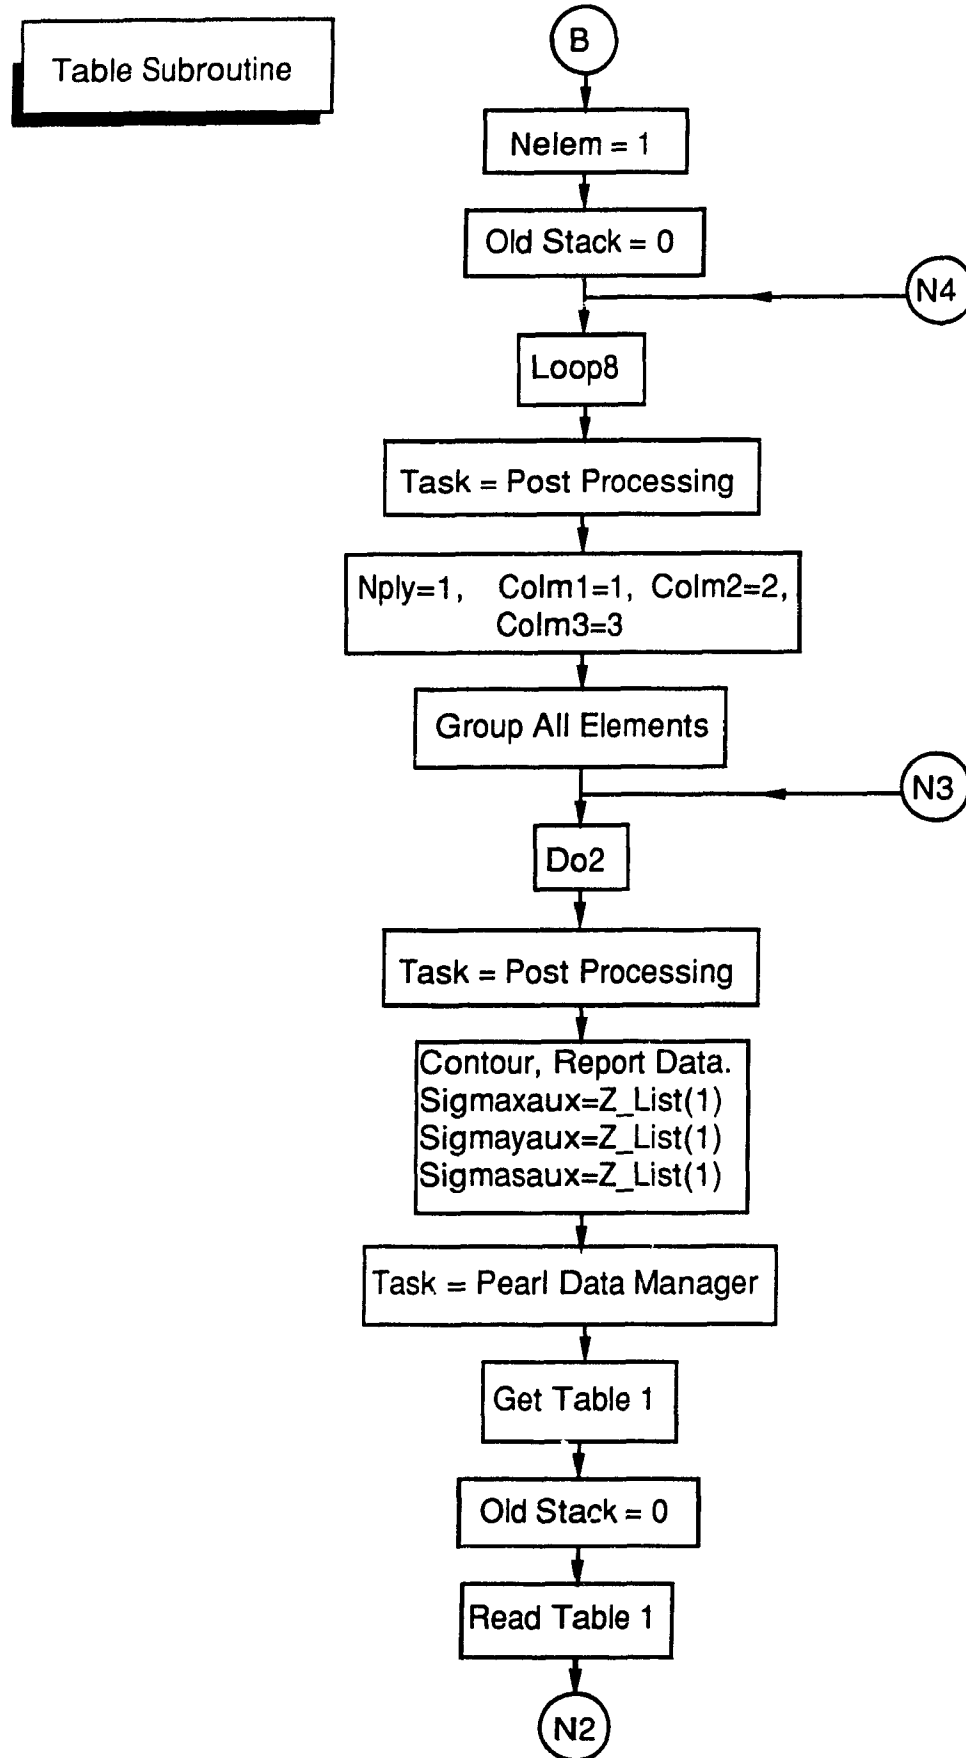 Table Subroutine
B
Nelem = 1
Old Stack = 0
N4
Loop8
Task = Post Processing
Nply=1, Colm1=1, Colm2=2,
Colm3=3
Group All Elements
N3
Do2
Task = Post Processing
Contour, Report Data.
Sigmaxaux=Z_List(1)
Sigmayaux=Z_List(1)
Sigmasaux=Z_List(1)
Task = Pearl Data Manager
Get Table 1
Old Stack = 0
Read Table 1
N2